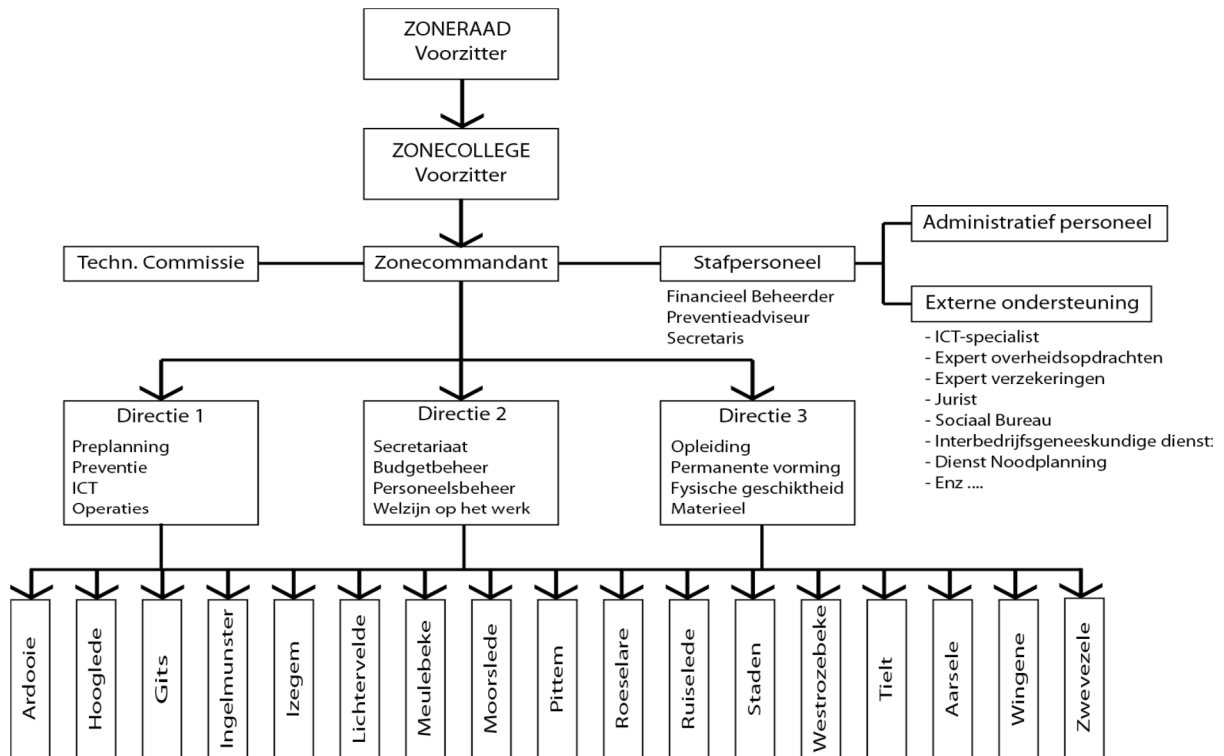 ZONERAAD
Voorzitter
ZONECOLLEGE
Voorzitter
Techn. Commissie
Zonecommandant
Stafpersoneel
Financieel Beheerder
Preventieadviseur
Secretaris
Administratief personeel
Externe ondersteuning
- ICT-specialist
- Expert overheidsopdrachten
- Expert verzekeringen
- Jurist
- Sociaal Bureau
- Interbedrijfsgeneeskundige dienst
- Dienst Noodplanning
- Enz ....
Directie 1
Preplanning
Preventie
ICT
Operaties
Directie 2
Secretariaat
Budgetbeheer
Personeelsbeheer
Welzijn op het werk
Directie 3
Opleiding
Permanente vorming
Fysische geschiktheid
Materieel
Ardooie
Hooglede
Gits
Ingelmunster
Izegem
Lichtervelde
Meulebeke
Moorslede
Pittem
Roeselare
Ruiselede
Staden
Westrozebeke
Tielt
Aarsele
Wingene
Zwevezele